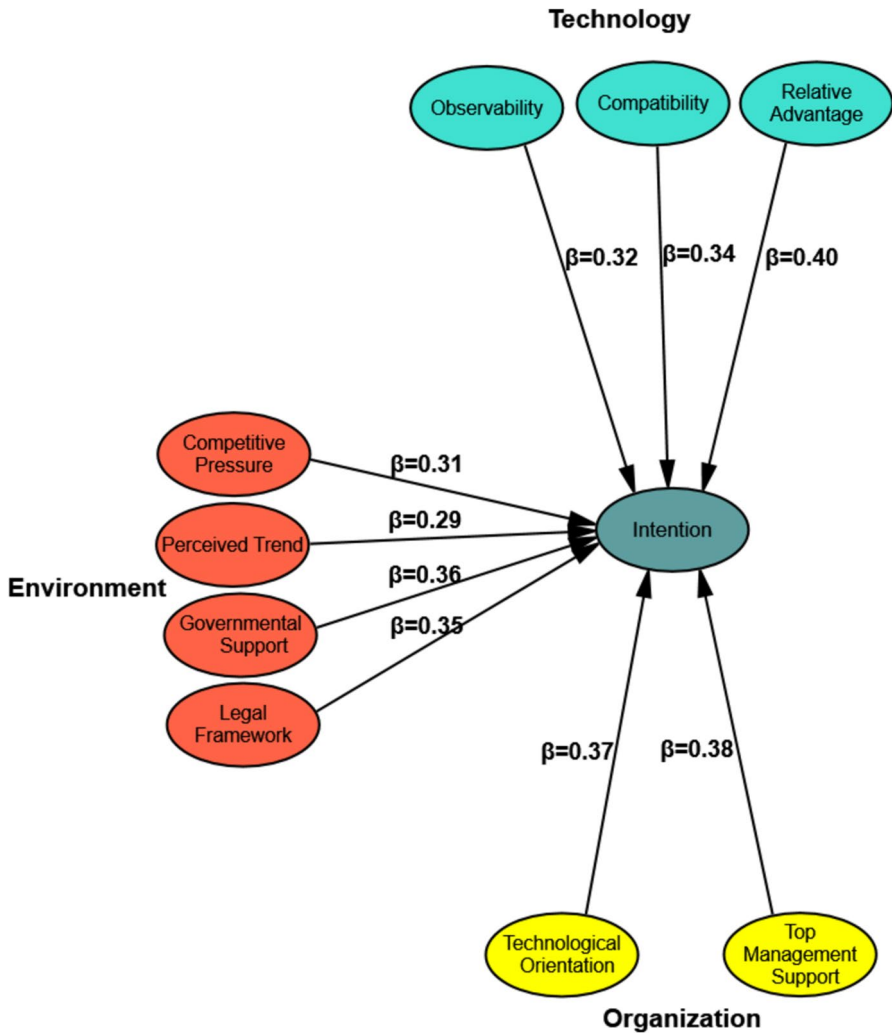 Technology
Observability
Compatibility
Relative
Advantage
β=0.32
β=0.34
β=0.40
Competitive
Pressure
β=0.31
Perceived Trend
β=0.29
Intention
Environment
Governmental
Support
β=0.36
Legal
Framework
β=0.35
β=0.37
β=0.38
Technological
Orientation
Top
Management
Support
Organization